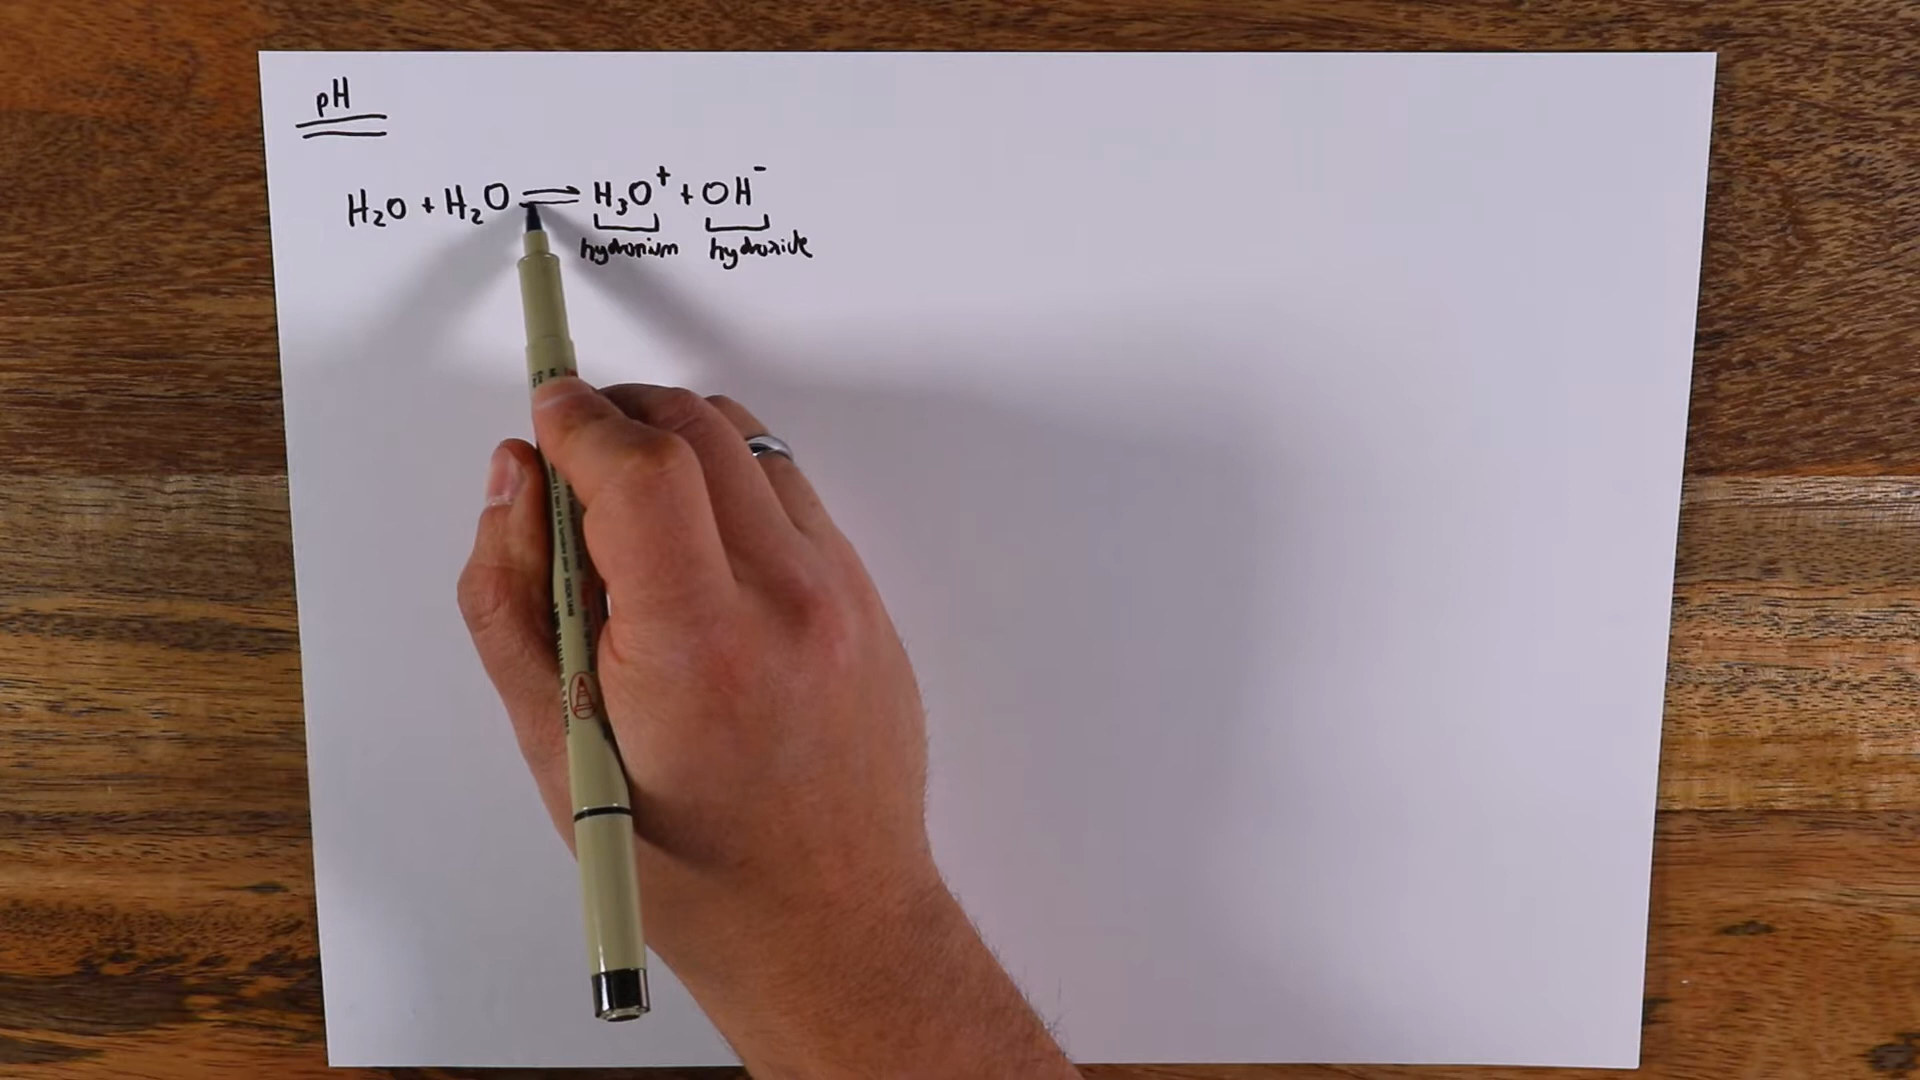 pH
H₂O + H₂O ⇌ H₃O⁺ + OH⁻
hydronium hydroxide